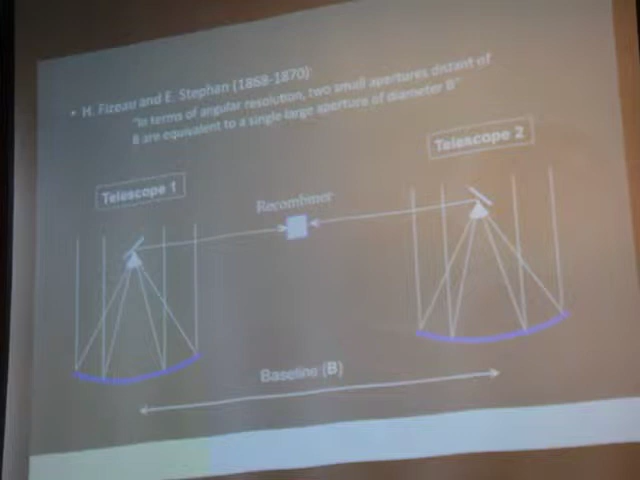 • H. Fizeau and E. Stephan (1868-1870):
"In terms of angular resolution, two small apertures distant of
B are equivalent to a single large aperture of diameter B"
Telescope 2
Telescope 1
Recombiner
Baseline (B)